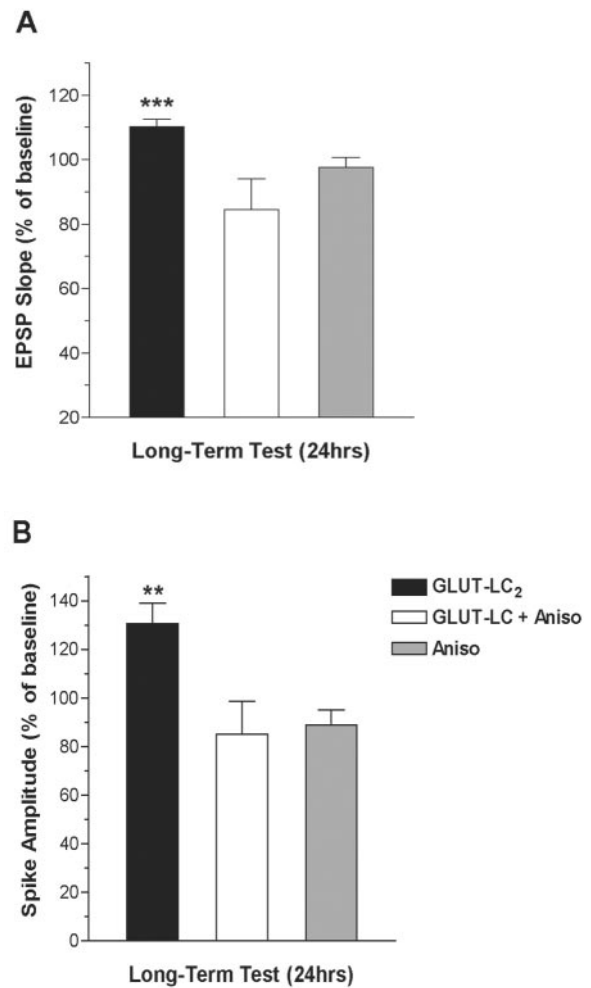 A
EPSP Slope (% of baseline)
120
100
80
60
40
20
***
Long-Term Test (24hrs)
B
Spike Amplitude (% of baseline)
140
120
100
80
60
40
20
0
**
Long-Term Test (24hrs)
GLUT-LC2
GLUT-LC + Aniso
Aniso